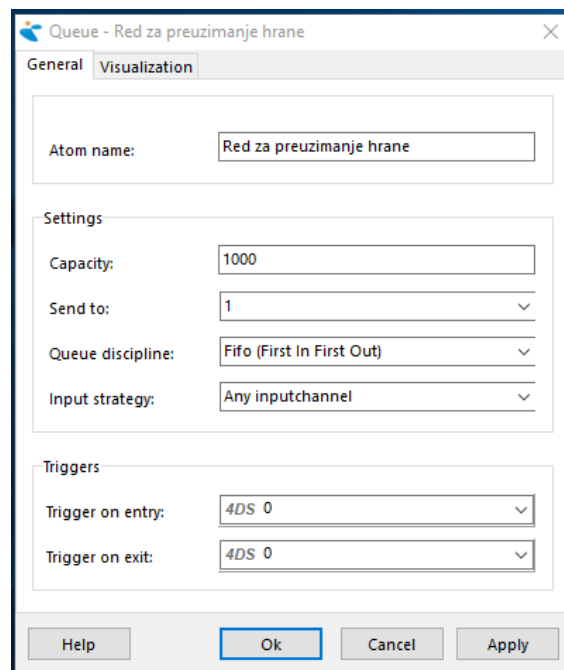 Queue - Red za preuzimanje hrane
General Visualization
Atom name: Red za preuzimanje hrane
Settings
Capacity: 1000
Send to: 1
Queue discipline: Fifo (First In First Out)
Input strategy: Any inputchannel
Triggers
Trigger on entry: 4DS 0
Trigger on exit: 4DS 0
Help Ok Cancel Apply